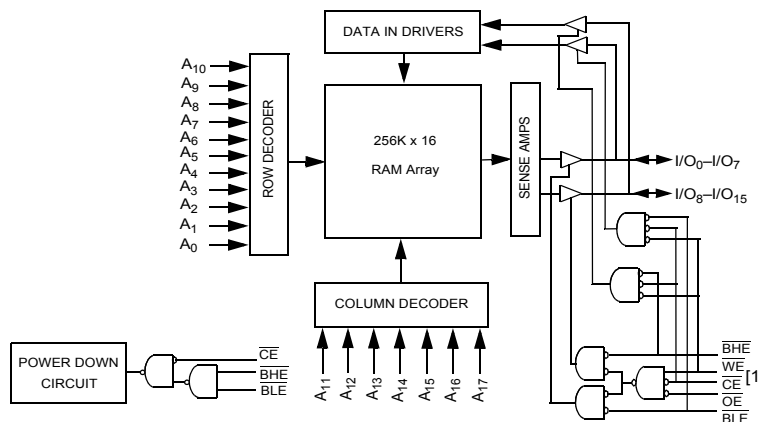 DATA IN DRIVERS
A10
A9
A8
A7
A6
A5
A4
A3
A2
A1
A0
ROW DECODER
256K x 16
RAM Array
SENSE AMPS
I/O0–I/O7
I/O8–I/O15
COLUMN DECODER
A11
A12
A13
A14
A15
A16
A17
POWER DOWN
CIRCUIT
CE
BHE
BLE
BHE
WE
CE [1
OE
BLE